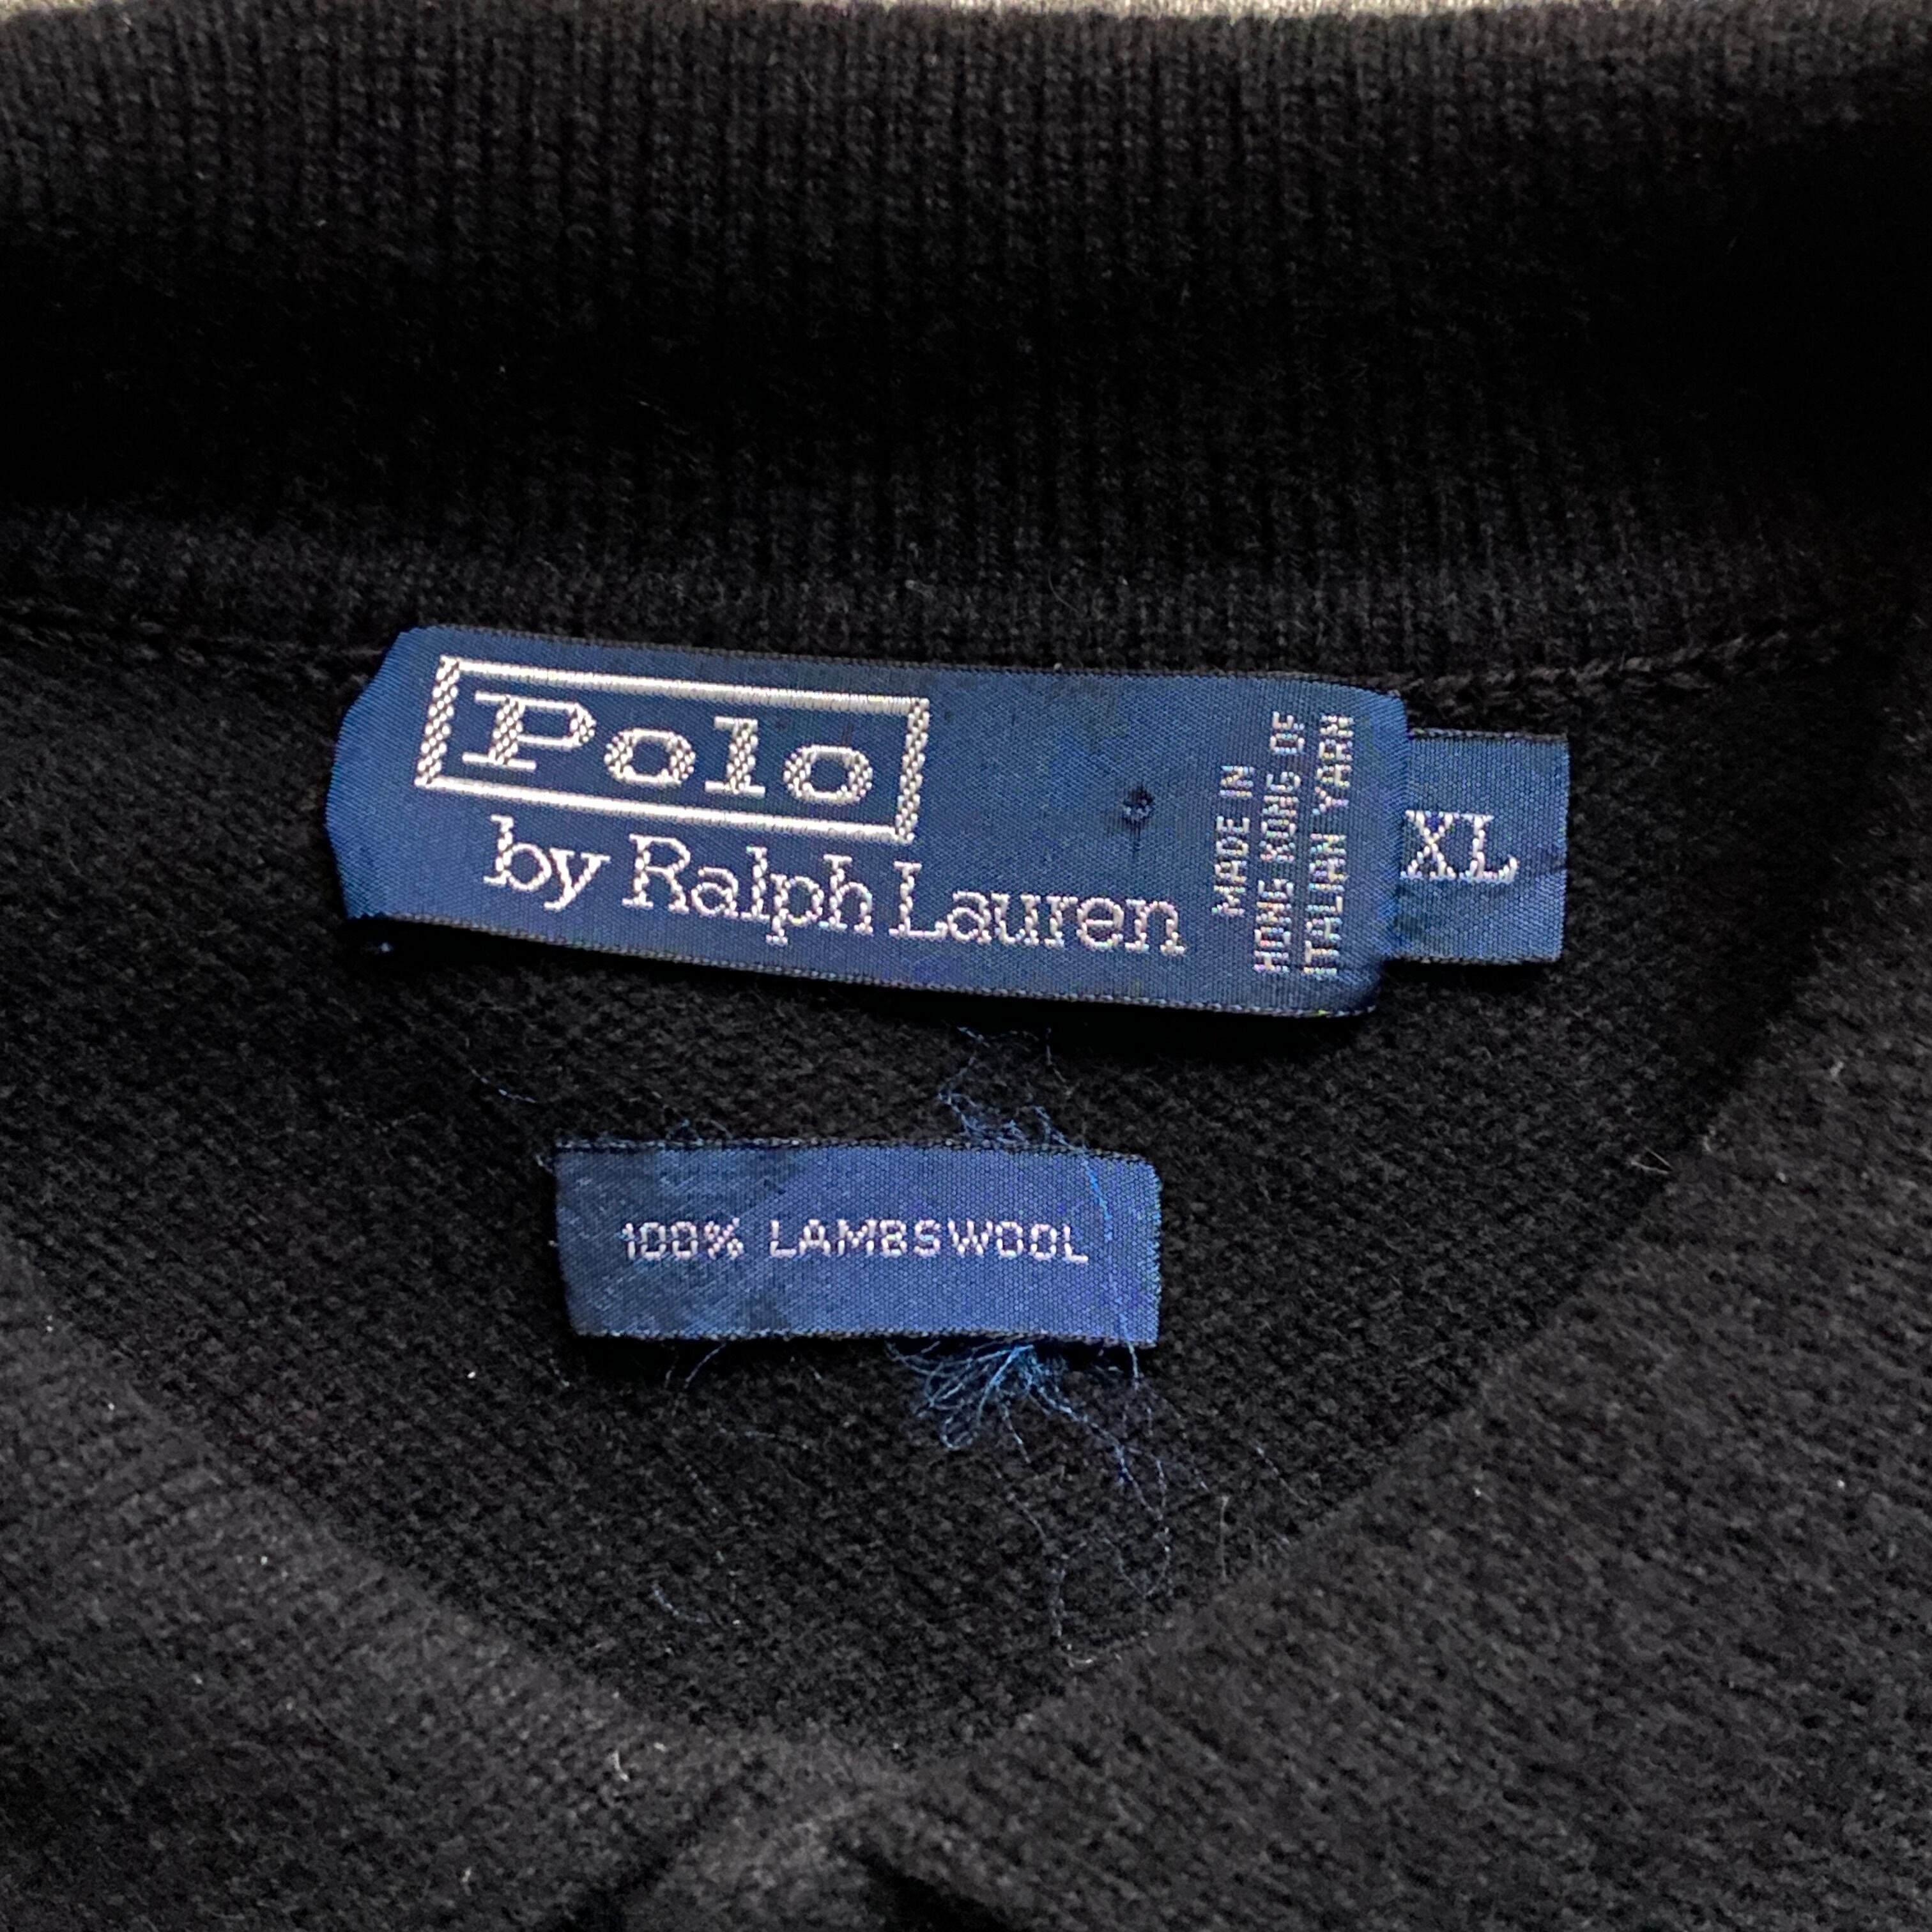 Polo
by Ralph Lauren
MADE IN
HONG KONG OF
ITALIAN YARN
XL
100% LAMBSWOOL